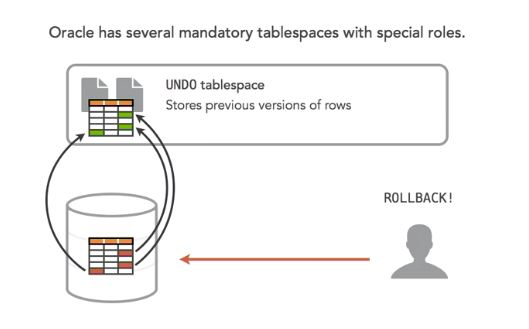 Oracle has several mandatory tablespaces with special roles.
UNDO tablespace
Stores previous versions of rows
ROLLBACK!